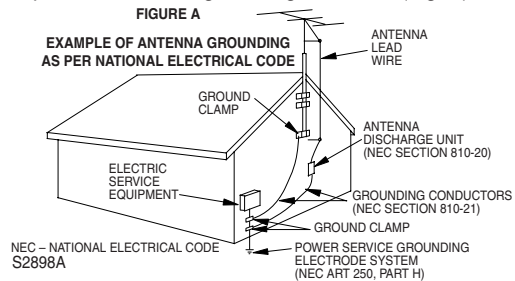 FIGURE A
EXAMPLE OF ANTENNA GROUNDING
AS PER NATIONAL ELECTRICAL CODE
ANTENNA
LEAD
WIRE
GROUND
CLAMP
ANTENNA
DISCHARGE UNIT
(NEC SECTION 810-20)
ELECTRIC
SERVICE
EQUIPMENT
GROUNDING CONDUCTORS
(NEC SECTION 810-21)
GROUND CLAMP
POWER SERVICE GROUNDING
ELECTRODE SYSTEM
(NEC ART 250, PART H)
NEC – NATIONAL ELECTRICAL CODE
S2898A